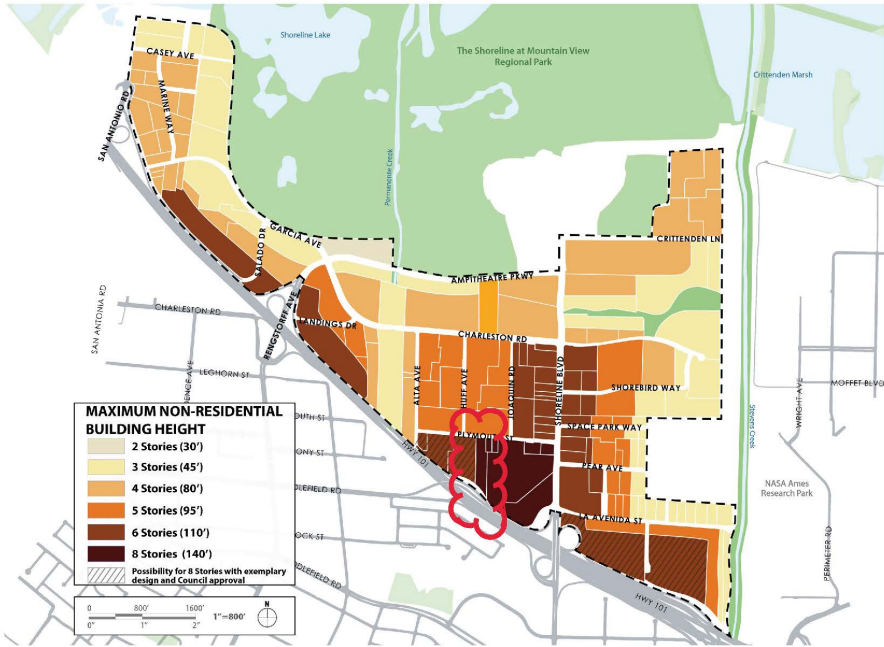 Shoreline Lake
The Shoreline at Mountain View
Regional Park
Crittenden Marsh
CASEY AVE
MARINE WAY
SAN ANTONIO RD
Permanente Creek
GARCIA AVE
SALADO DR
CRITTENDEN LN
AMPITHEATRE PKWY
SAN ANTONIA RD
CHARLESTON RD
RENGSTORFF AVE
LANDINGS DR
CHARLESTON RD
LEGHORN ST
ALTA AVE
HUFF AVE
JOAQUIN RD
SHORELINE BLVD
SHOREBIRD WAY
WRIGHT AVE
MOFFET BLVD
Stevens Creek
PLYMOUTH ST
SPACE PARK WAY
PEAR AVE
HWY 101
LA AVENIDA ST
NASA Ames
Research Park
PERIMETER RD
HWY 101
MAXIMUM NON-RESIDENTIAL
BUILDING HEIGHT
2 Stories (30’)
3 Stories (45’)
4 Stories (80’)
5 Stories (95’)
6 Stories (110’)
8 Stories (140’)
Possibility for 8 Stories with exemplary
design and Council approval
0 800' 1600'
0" 1" 2"
1"=800'
N